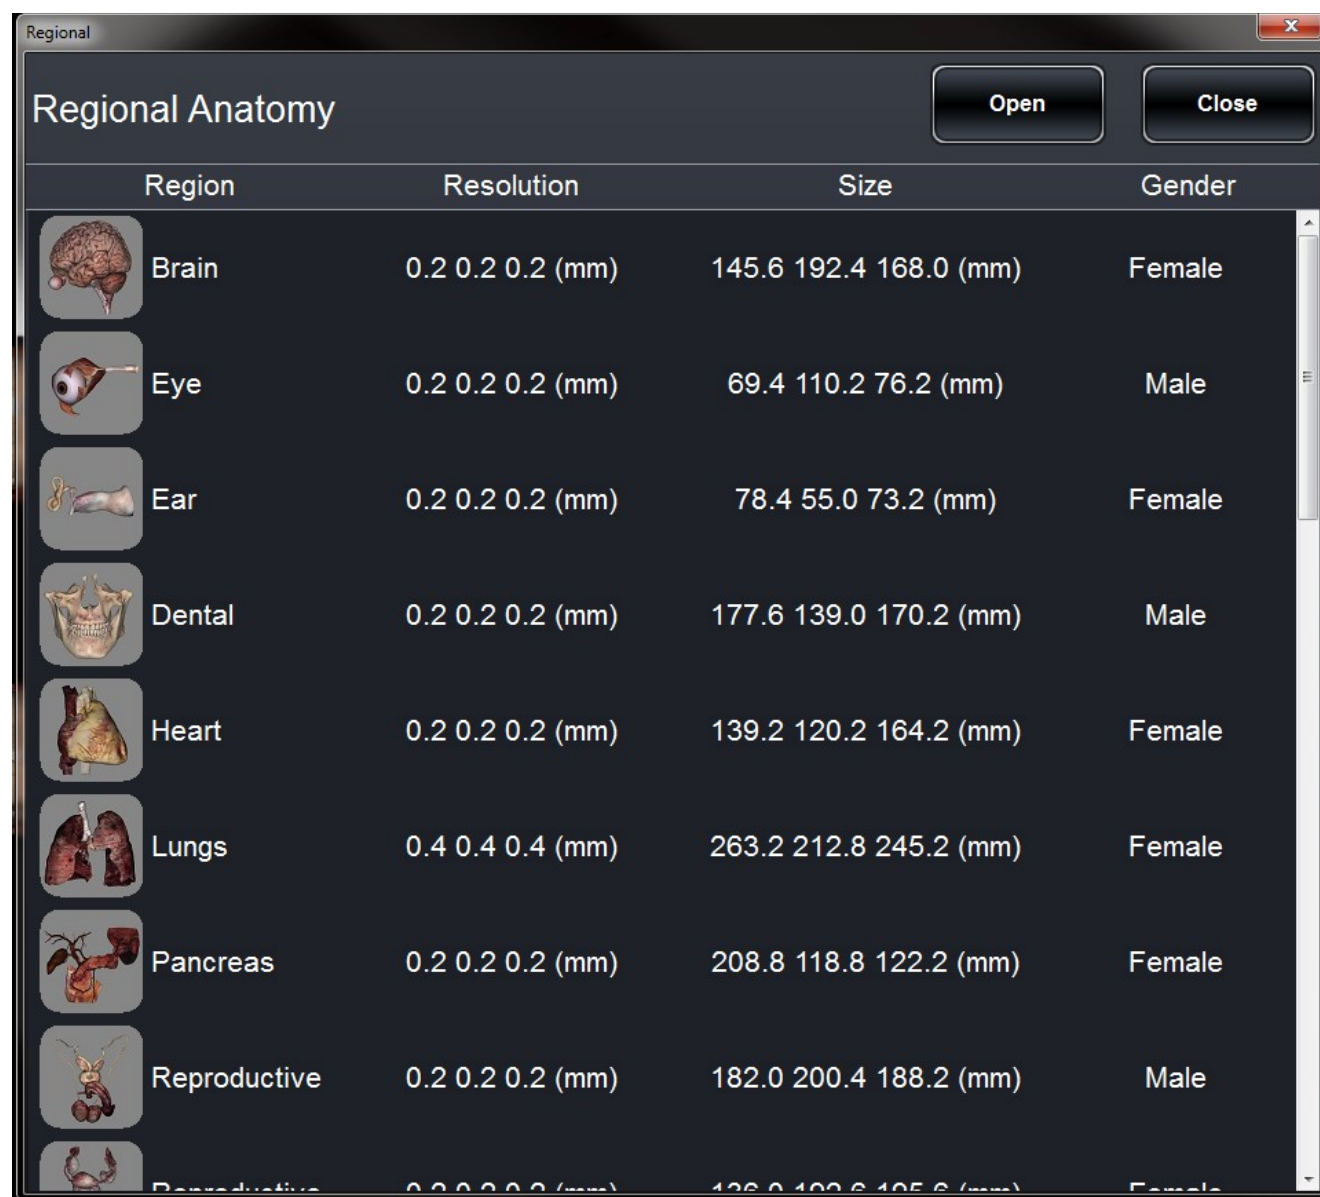 Regional
Regional Anatomy
Open
Close
Region Resolution Size Gender
Brain 0.2 0.2 0.2 (mm) 145.6 192.4 168.0 (mm) Female
Eye 0.2 0.2 0.2 (mm) 69.4 110.2 76.2 (mm) Male
Ear 0.2 0.2 0.2 (mm) 78.4 55.0 73.2 (mm) Female
Dental 0.2 0.2 0.2 (mm) 177.6 139.0 170.2 (mm) Male
Heart 0.2 0.2 0.2 (mm) 139.2 120.2 164.2 (mm) Female
Lungs 0.4 0.4 0.4 (mm) 263.2 212.8 245.2 (mm) Female
Pancreas 0.2 0.2 0.2 (mm) 208.8 118.8 122.2 (mm) Female
Reproductive 0.2 0.2 0.2 (mm) 182.0 200.4 188.2 (mm) Male
Reproductive (mm) (mm) Female